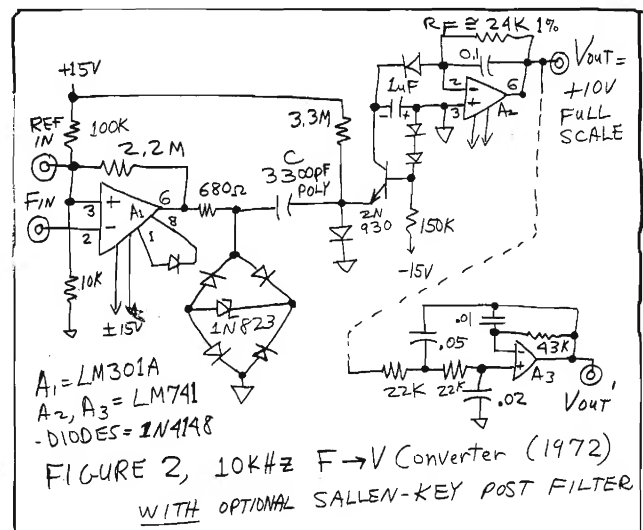 RF ≅ 24K 1%
+15V
0.1
VOUT =
+10V
FULL
SCALE
2
6
1uF
-
+
3
-
+
A2
REF
IN
100K
2.2M
3.3M
C
3300pF
POLY
680Ω
FIN
3
+
A1
6
8
2
-
1
2N
930
150K
-15V
10K
±15V
1N823
.01
.05
43K
-
+
A3
22K
22K
.02
VOUT'
A1 = LM301A
A2, A3 = LM741
- DIODES = 1N4148
FIGURE 2, 10KHz F→V Converter (1972)
WITH OPTIONAL SALLEN-KEY POST FILTER